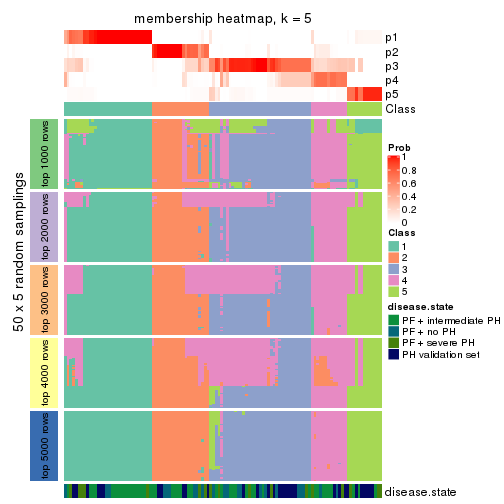 membership heatmap, k = 5
p1
p2
p3
p4
p5
Class
50 x 5 random samplings
top 1000 rows
top 2000 rows
top 3000 rows
top 4000 rows
top 5000 rows
disease.state
Prob
1
0.8
0.6
0.4
0.2
0
Class
1
2
3
4
5
disease.state
PF + intermediate PH
PF + no PH
PF + severe PH
PH validation set